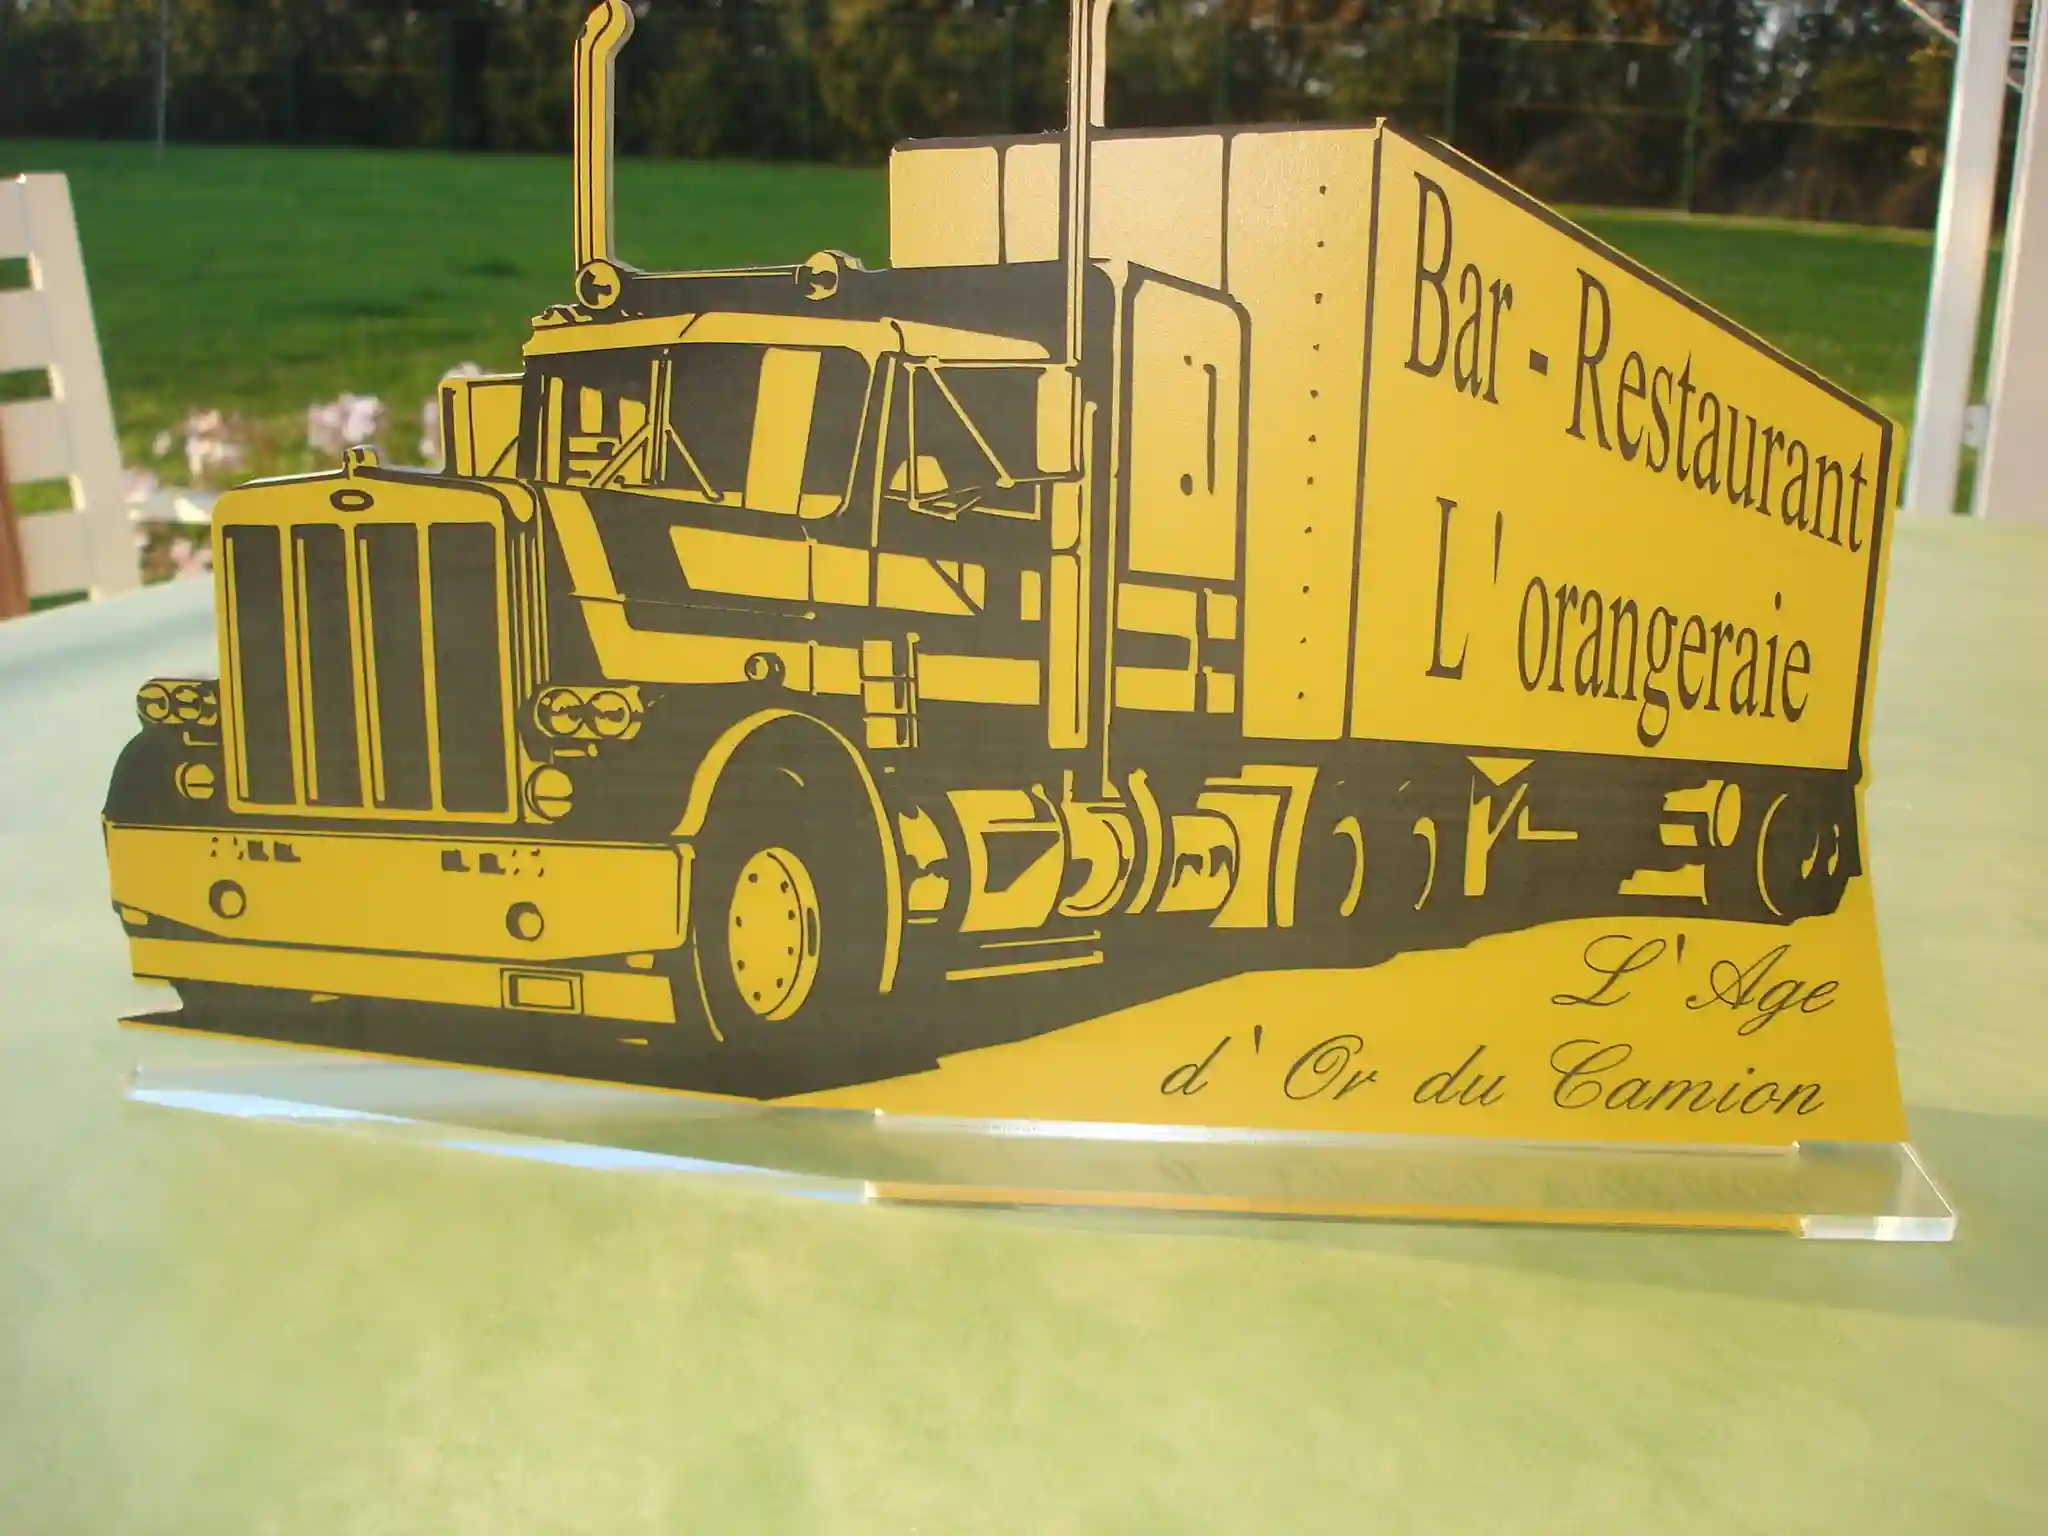 Bar - Restaurant
L' orangeraie
L' Age
d' Or du Camion